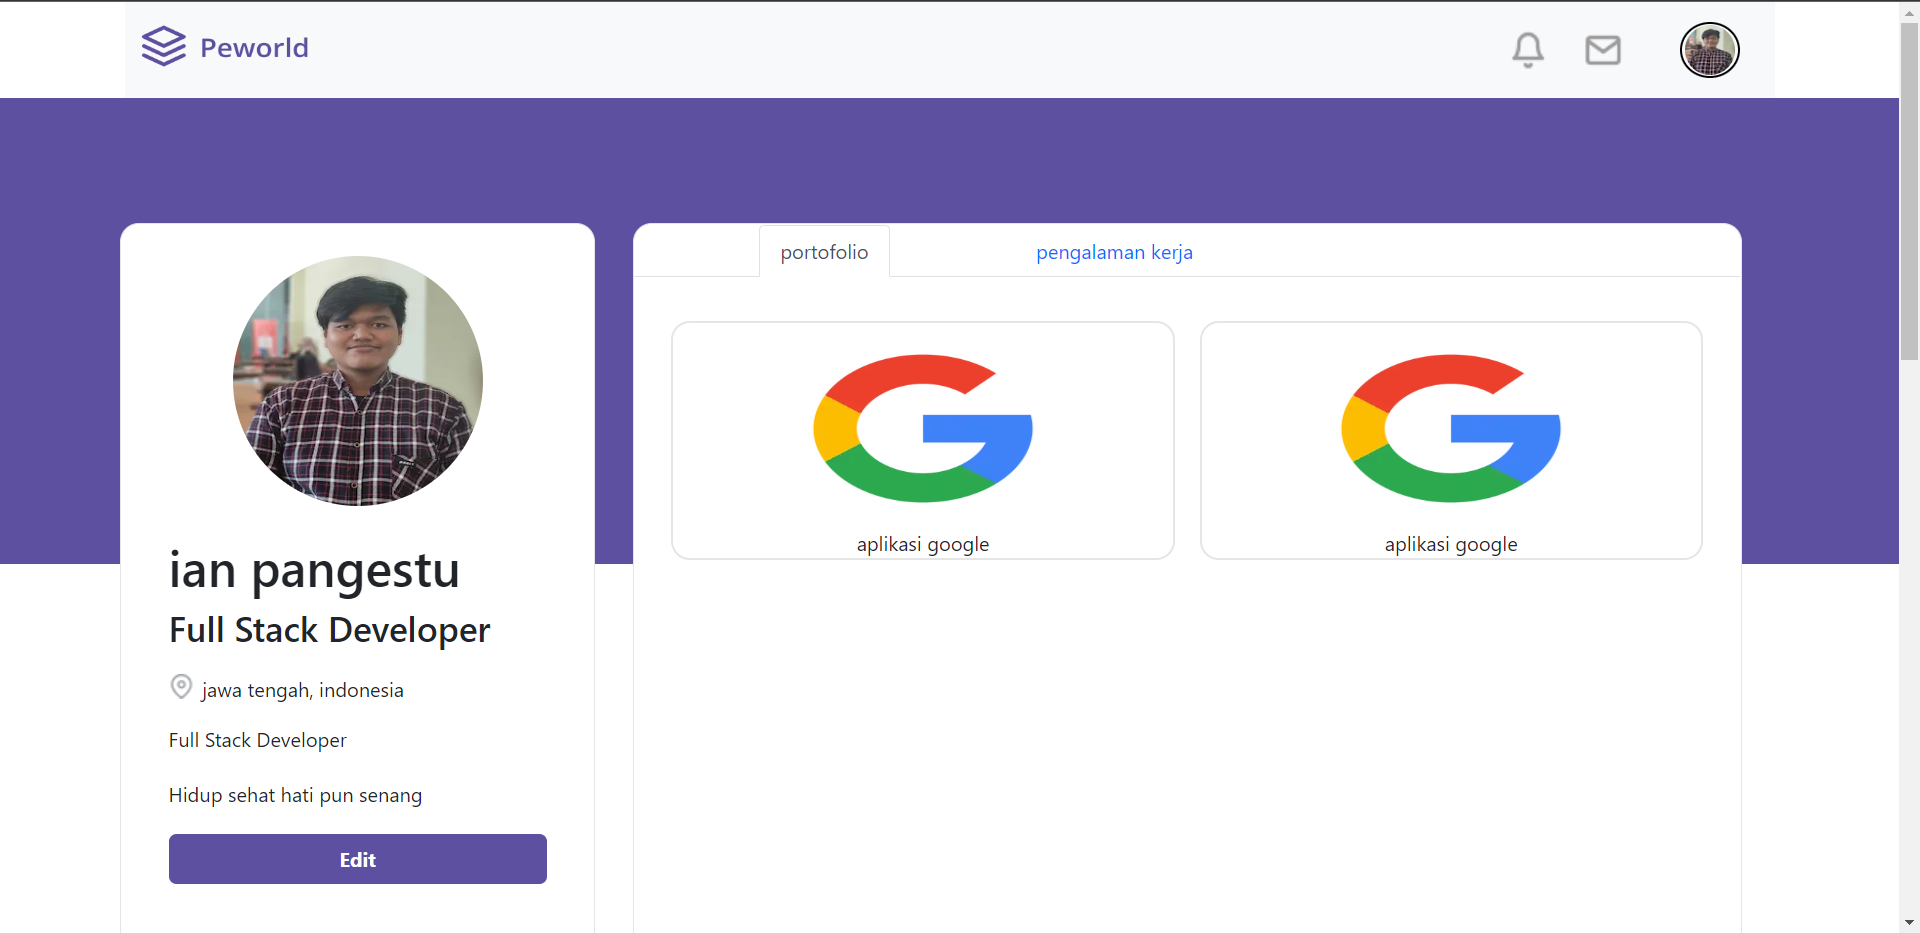 Peworld
portofolio
pengalaman kerja
aplikasi google
aplikasi google
ian pangestu
Full Stack Developer
jawa tengah, indonesia
Full Stack Developer
Hidup sehat hati pun senang
Edit